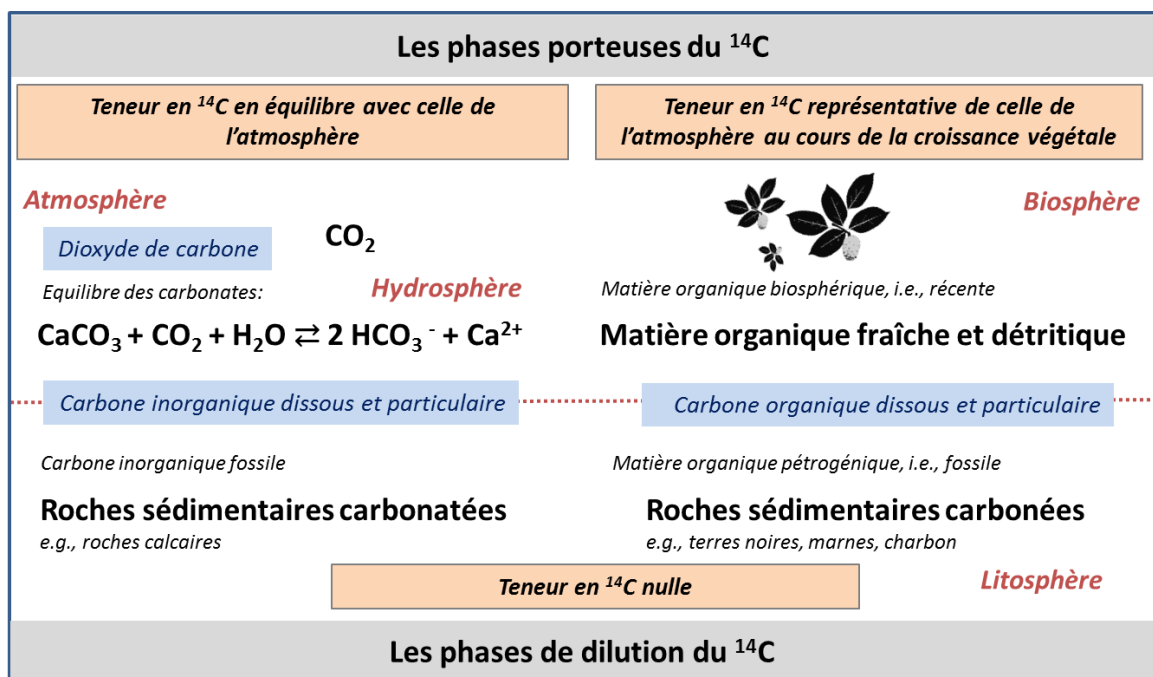 Les phases porteuses du ¹⁴C
Teneur en ¹⁴C en équilibre avec celle de
l’atmosphère
Teneur en ¹⁴C représentative de celle de
l’atmosphère au cours de la croissance végétale
Atmosphère
Biosphère
CO₂
Dioxyde de carbone
Equilibre des carbonates:
Hydrosphère
Matière organique biosphérique, i.e., récente
CaCO₃ + CO₂ + H₂O ⇄ 2 HCO₃⁻ + Ca²⁺
Matière organique fraîche et détritique
Carbone inorganique dissous et particulaire
Carbone organique dissous et particulaire
Carbone inorganique fossile
Matière organique pétrogénique, i.e., fossile
Roches sédimentaires carbonatées
Roches sédimentaires carbonées
e.g., roches calcaires
e.g., terres noires, marnes, charbon
Teneur en ¹⁴C nulle
Litosphère
Les phases de dilution du ¹⁴C